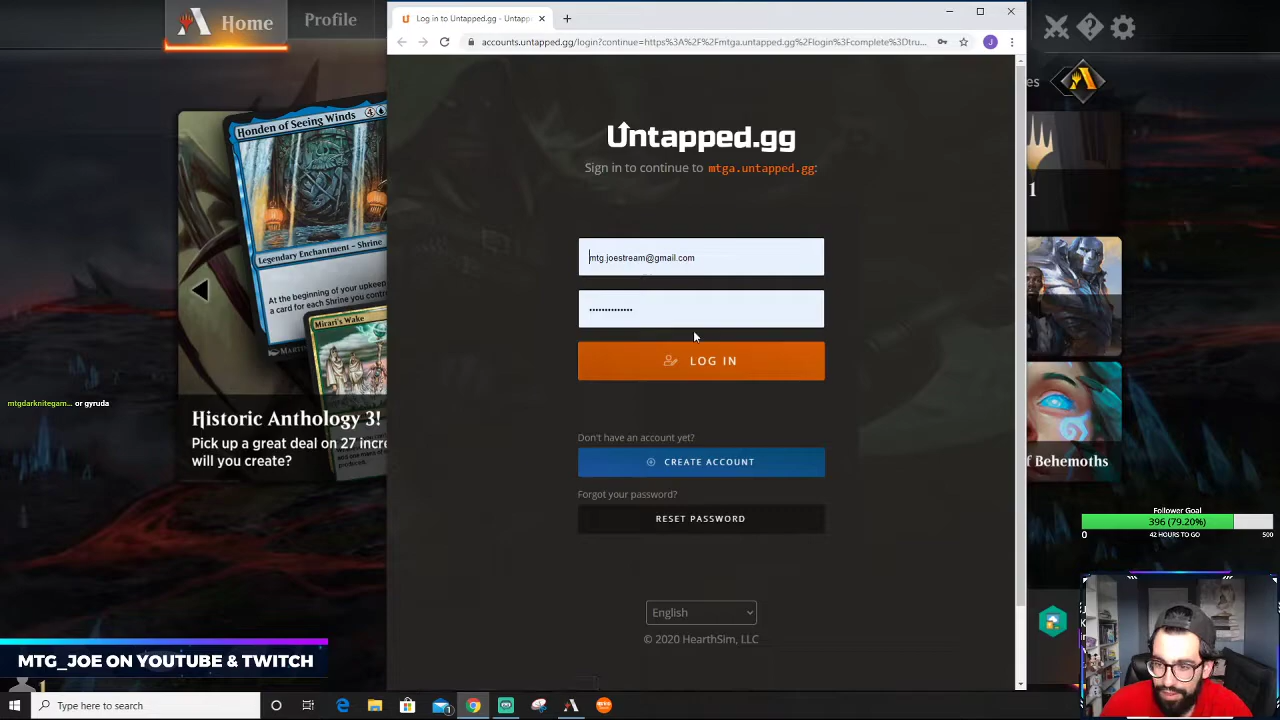 Home
Profile
Log in to Untapped.gg - Untapp
accounts.untapped.gg/login?continue=https%3A%2F%2Fmtga.untapped.gg%2Flogin%3Fcomplete%3Dtru...
J
Honden of Seeing Winds
4
Legendary Enchantment – Shrine
At the beginning of your upkeep
a card for each Shrine you control
Mirari's Wake
Historic Anthology 3!
Pick up a great deal on 27 incre
will you create?
mtgdarknitegam... or gyruda
Untapped.gg
Sign in to continue to mtga.untapped.gg:
mtg.joestream@gmail.com
LOG IN
Don't have an account yet?
CREATE ACCOUNT
Forgot your password?
RESET PASSWORD
English
© 2020 HearthSim, LLC
es
1
f Behemoths
Follower Goal
396 (79.20%)
0
42 HOURS TO GO
500
MTG_JOE ON YOUTUBE & TWITCH
Type here to search